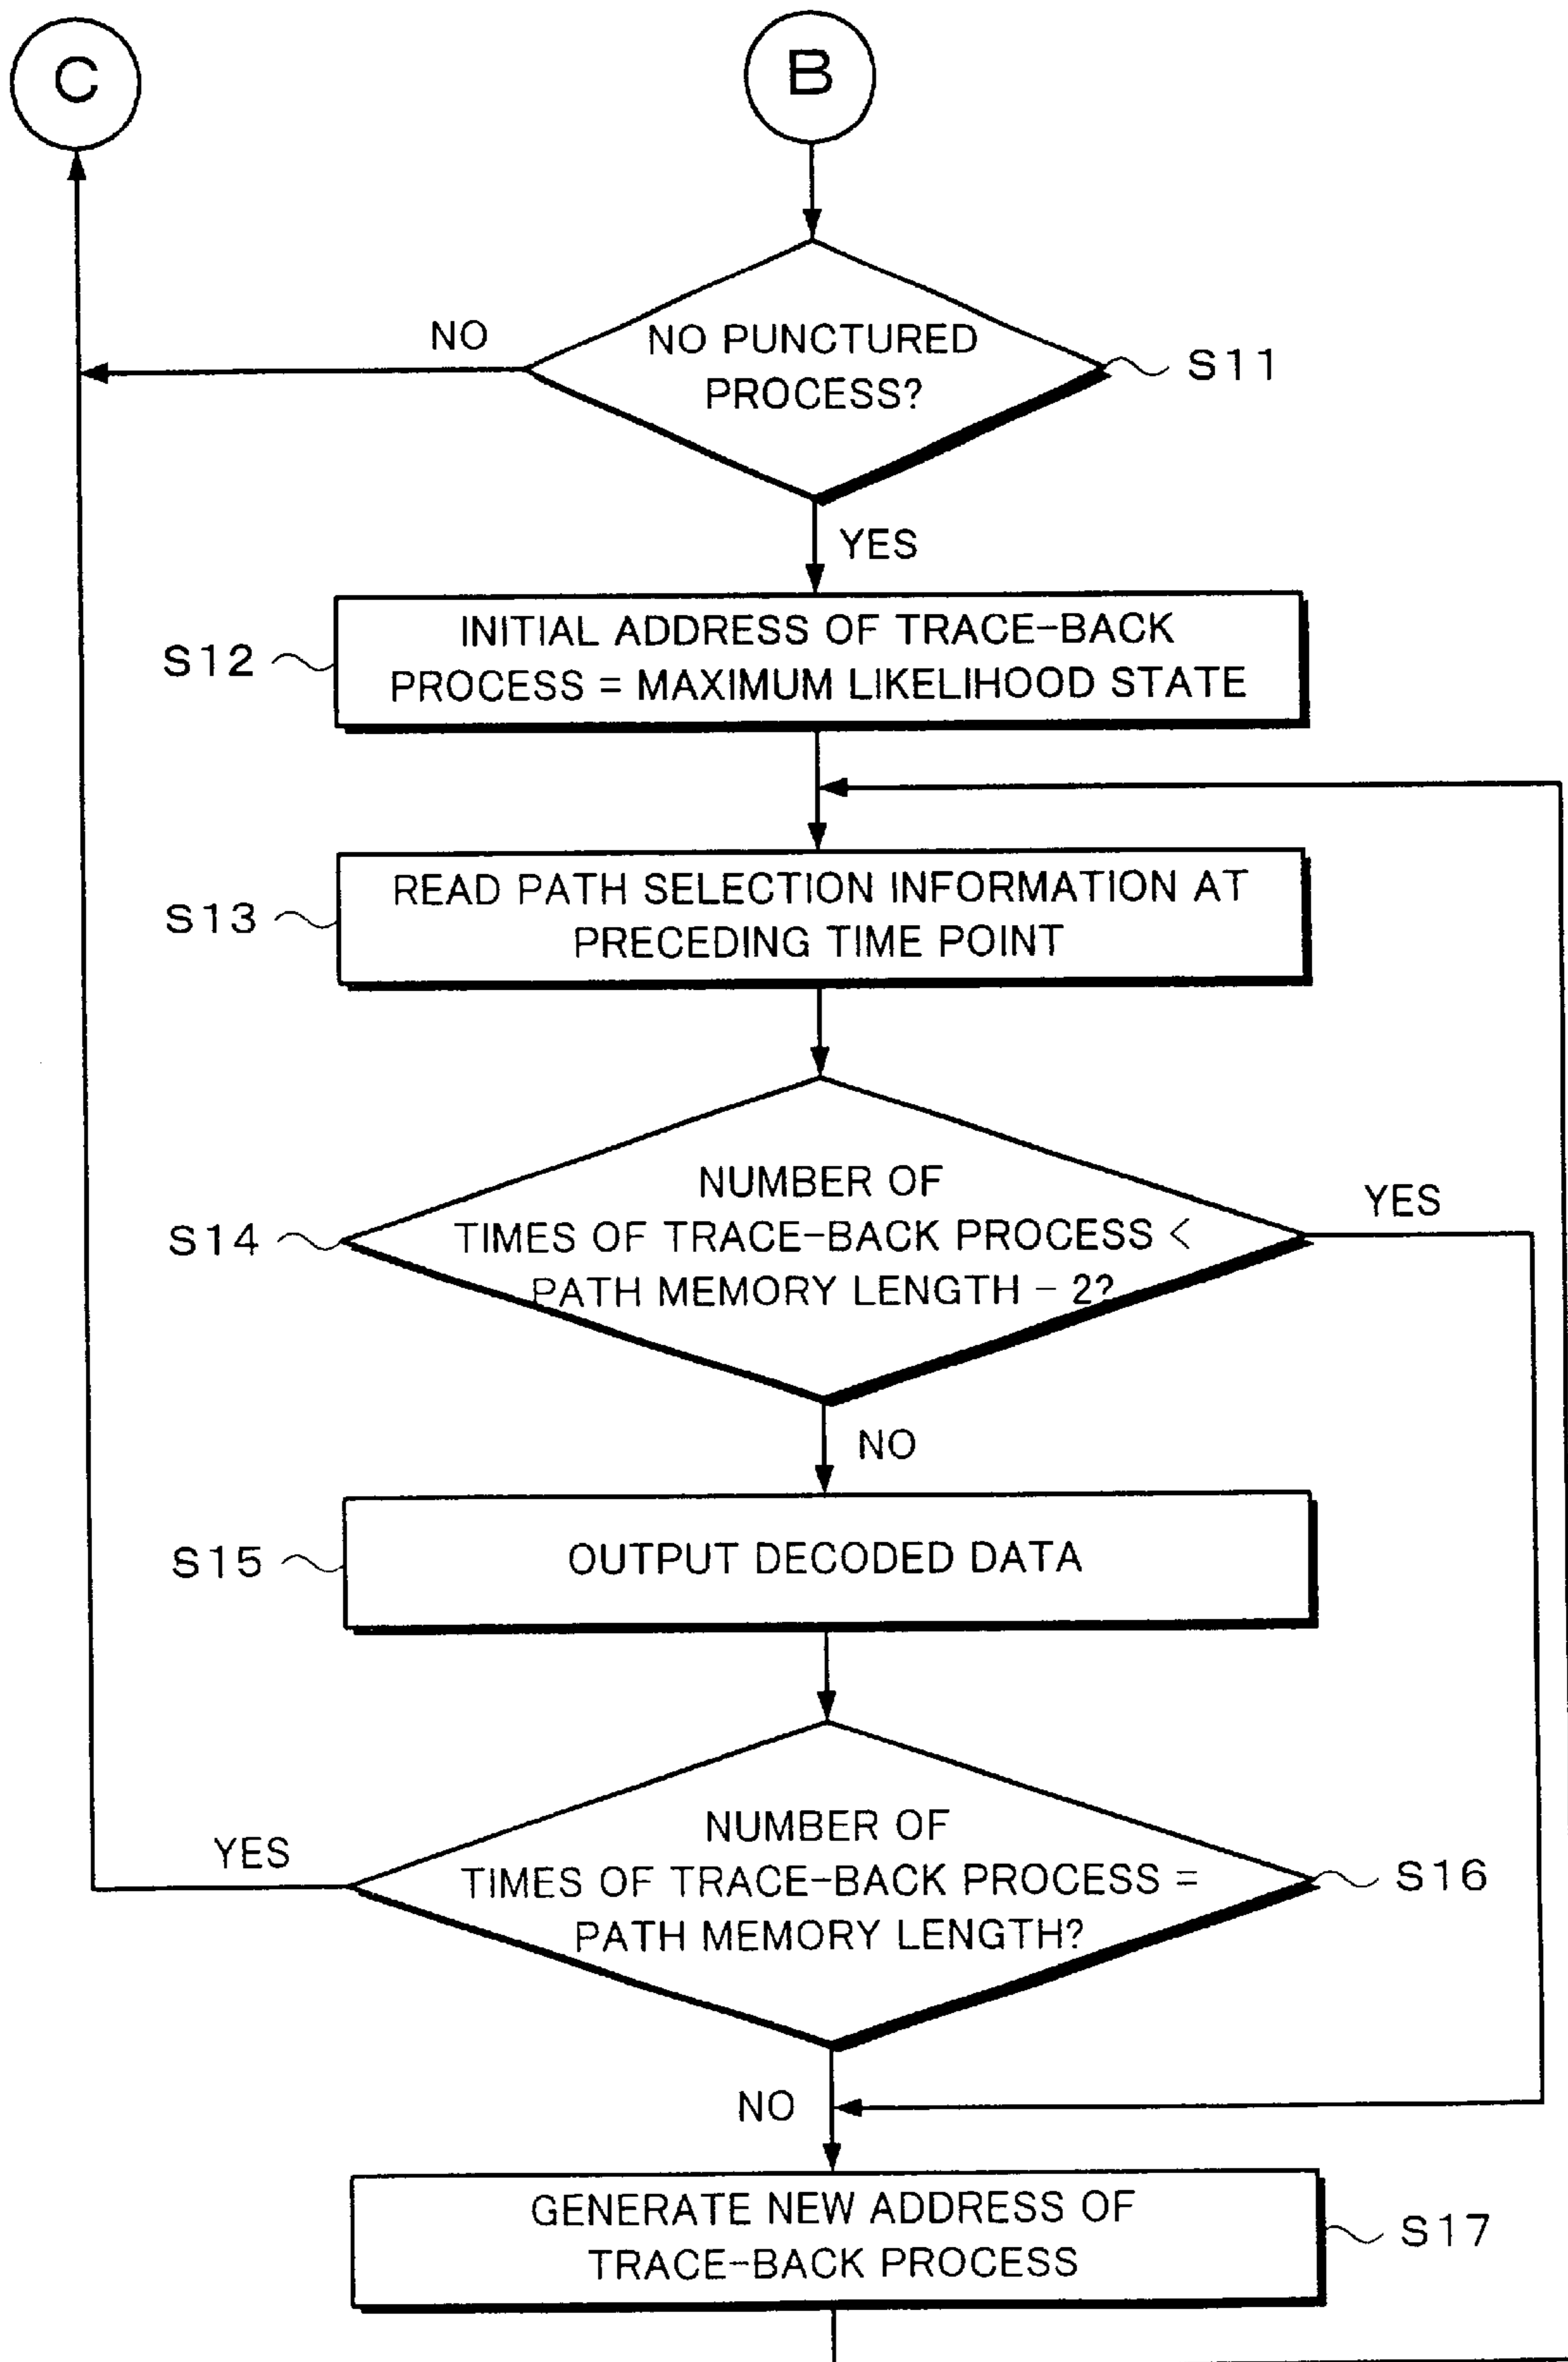 C
B
NO
NO PUNCTURED
PROCESS?
S11
YES
S12
INITIAL ADDRESS OF TRACE-BACK
PROCESS = MAXIMUM LIKELIHOOD STATE
S13
READ PATH SELECTION INFORMATION AT
PRECEDING TIME POINT
S14
NUMBER OF
TIMES OF TRACE-BACK PROCESS <
PATH MEMORY LENGTH - 2?
YES
NO
S15
OUTPUT DECODED DATA
YES
NUMBER OF
TIMES OF TRACE-BACK PROCESS =
PATH MEMORY LENGTH?
S16
NO
GENERATE NEW ADDRESS OF
TRACE-BACK PROCESS
S17